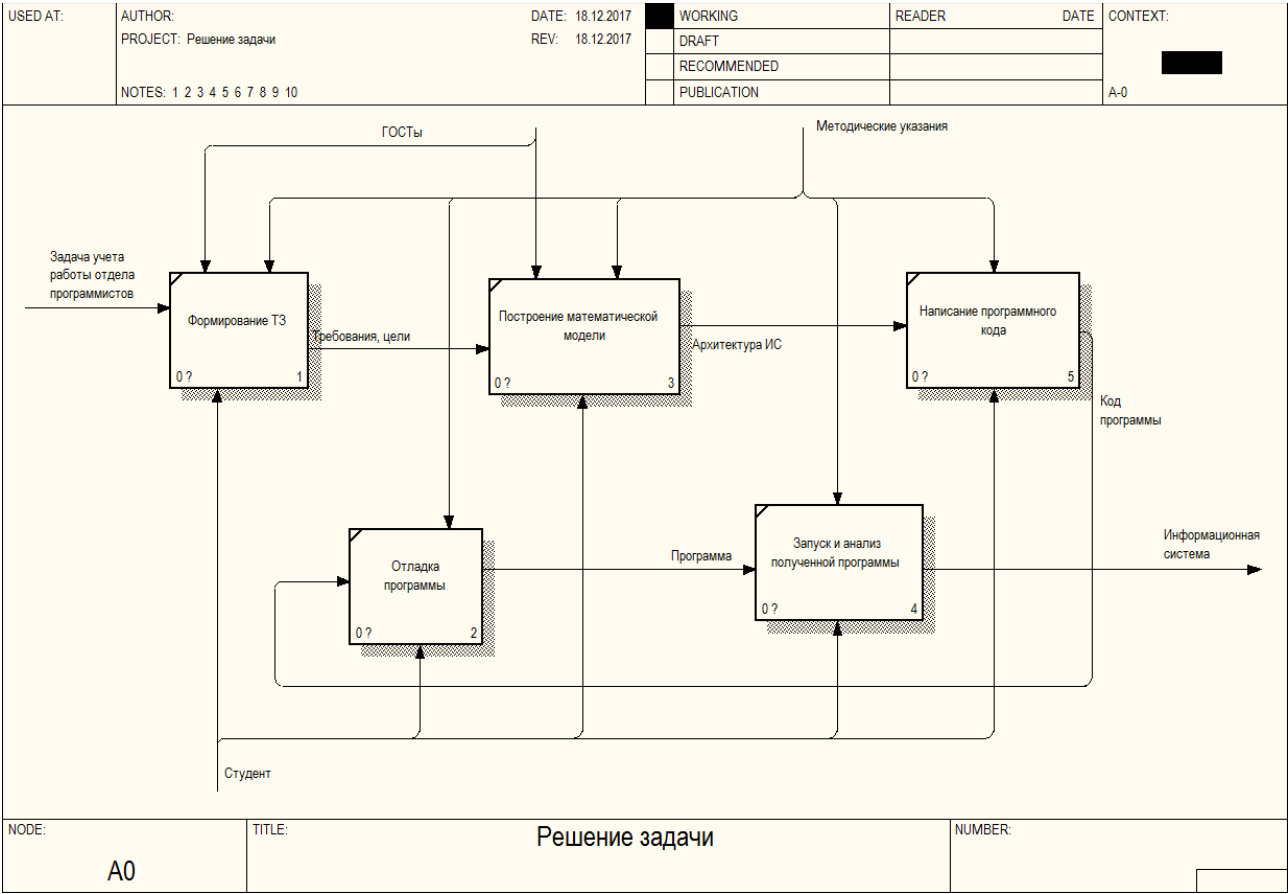 USED AT:
AUTHOR:
DATE: 18.12.2017
PROJECT: Решение задачи
REV: 18.12.2017
NOTES: 1 2 3 4 5 6 7 8 9 10
WORKING
DRAFT
RECOMMENDED
PUBLICATION
READER
DATE
CONTEXT:
A-0
ГОСТы
Методические указания
Задача учета
работы отдела
программистов
Формирование ТЗ
0 ?
1
Требования, цели
Построение математической
модели
0 ?
3
Архитектура ИС
Написание программного
кода
0 ?
5
Код
программы
Отладка
программы
0 ?
2
Программа
Запуск и анализ
полученной программы
0 ?
4
Информационная
система
Студент
NODE:
A0
TITLE:
Решение задачи
NUMBER: